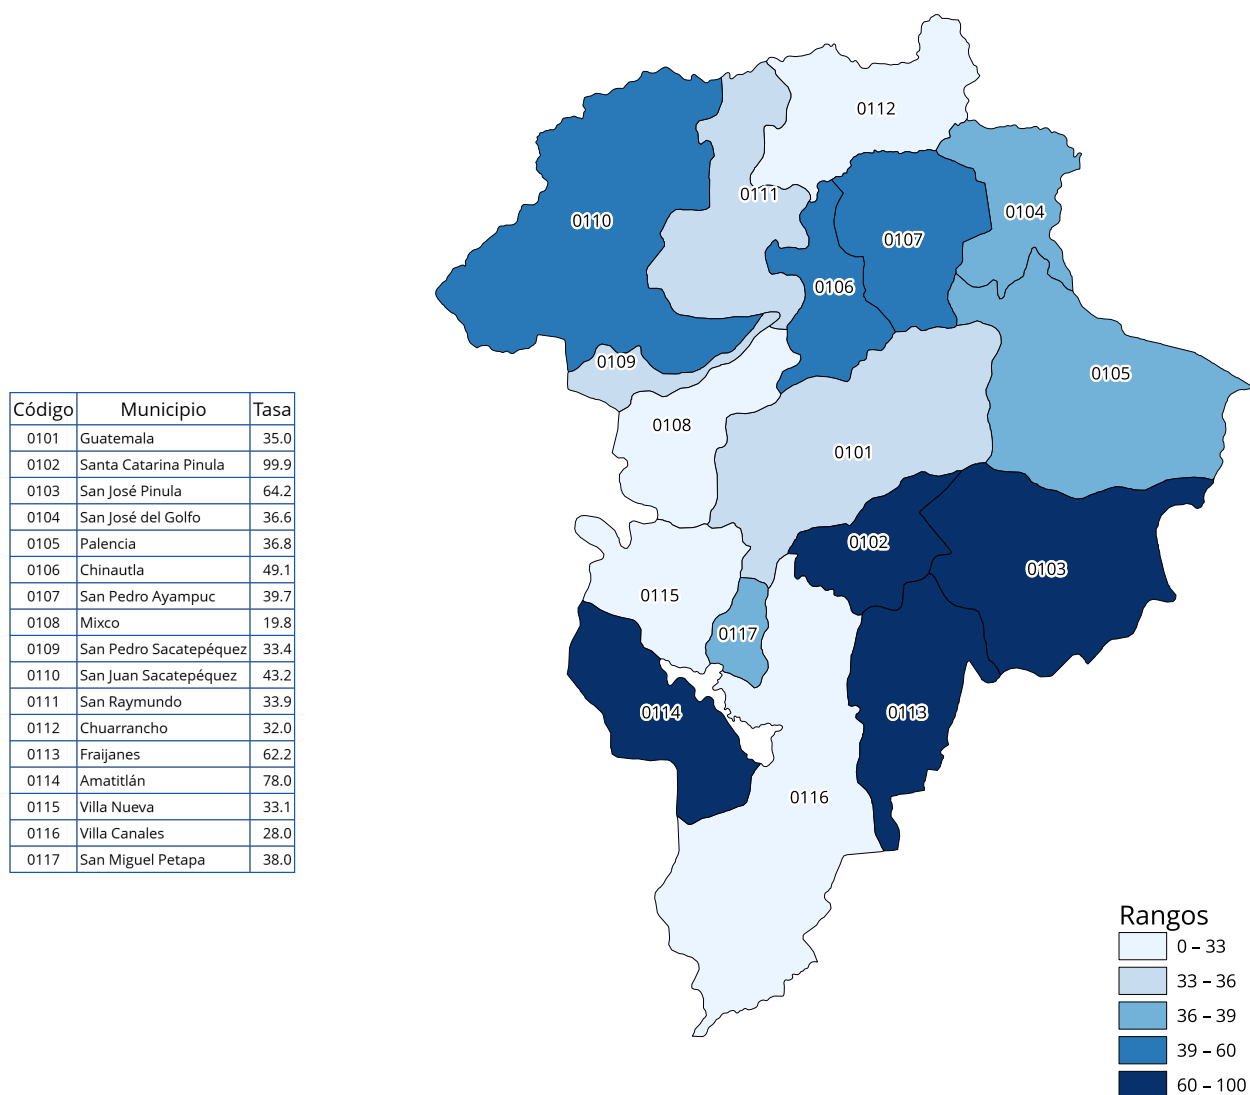 Código Municipio Tasa
0101 Guatemala 35.0
0102 Santa Catarina Pinula 99.9
0103 San José Pinula 64.2
0104 San José del Golfo 36.6
0105 Palencia 36.8
0106 Chinautla 49.1
0107 San Pedro Ayampuc 39.7
0108 Mixco 19.8
0109 San Pedro Sacatepéquez 33.4
0110 San Juan Sacatepéquez 43.2
0111 San Raymundo 33.9
0112 Chuarrancho 32.0
0113 Fraijanes 62.2
0114 Amatitlán 78.0
0115 Villa Nueva 33.1
0116 Villa Canales 28.0
0117 San Miguel Petapa 38.0
0112
0111
0104
0110
0107
0106
0109
0105
0108
0101
0102
0103
0115
0117
0114
0113
0116
Rangos
0 – 33
33 – 36
36 – 39
39 – 60
60 – 100